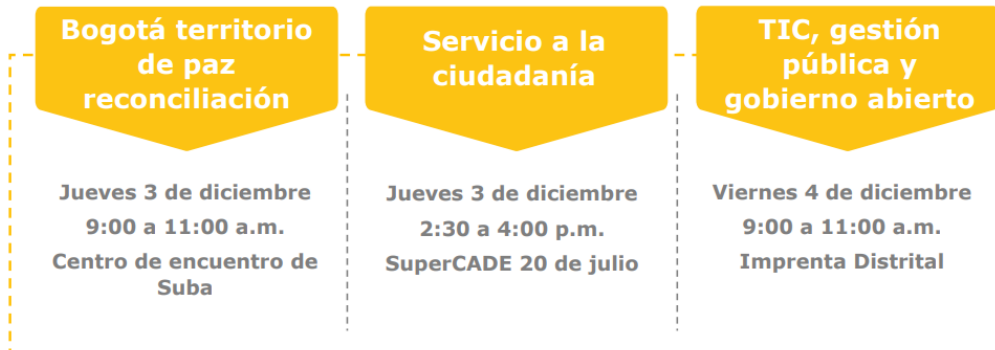 Bogotá territorio
de paz
reconciliación
Jueves 3 de diciembre
9:00 a 11:00 a.m.
Centro de encuentro de
Suba
Servicio a la
ciudadanía
Jueves 3 de diciembre
2:30 a 4:00 p.m.
SuperCADE 20 de julio
TIC, gestión
pública y
gobierno abierto
Viernes 4 de diciembre
9:00 a 11:00 a.m.
Imprenta Distrital